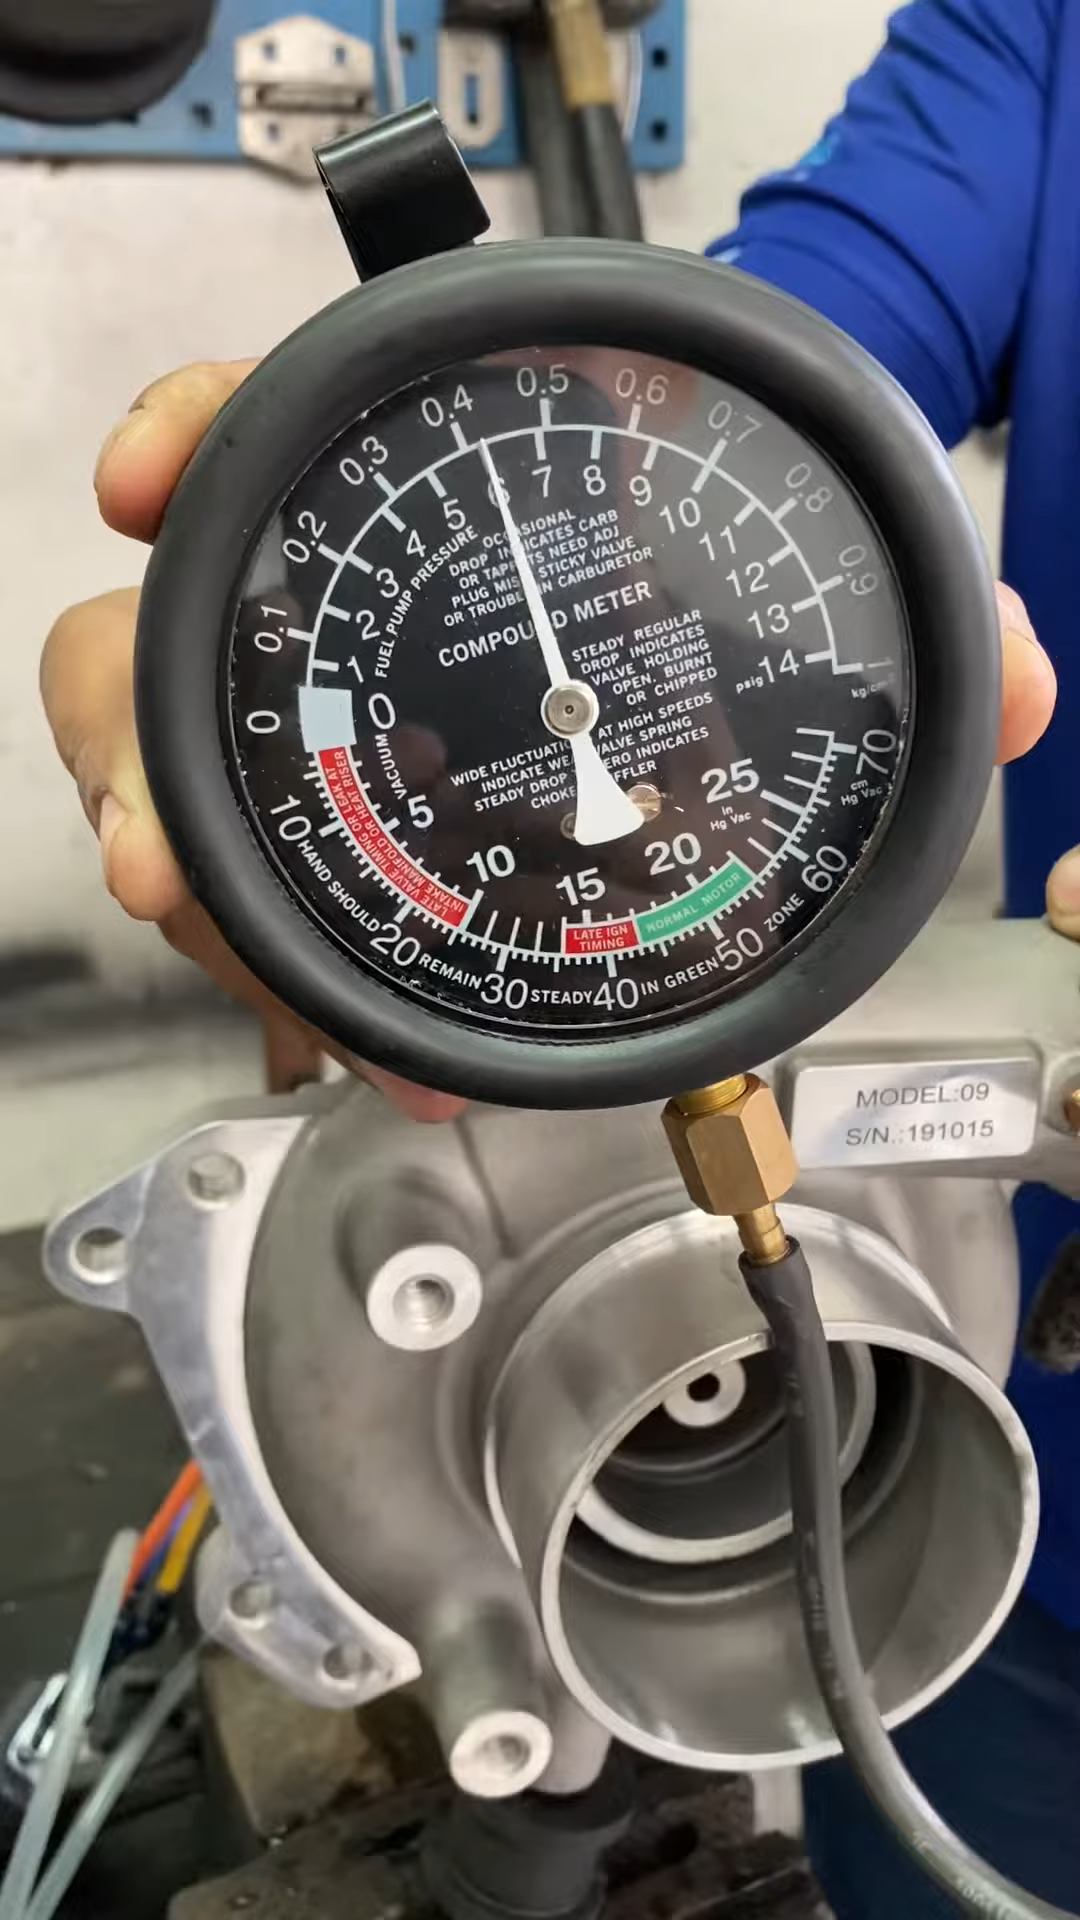 0 0.1 0.2 0.3 0.4 0.5 0.6 0.7 0.8 0.9 1
kg/cm²
1 2 3 4 5 6 7 8 9 10 11 12 13 14
psig
FUEL PUMP PRESSURE
OCCASIONAL
DROP INDICATES CARB
OR TAPPETS NEED ADJ
PLUG MISS STICKY VALVE
OR TROUBLE IN CARBURETOR
COMPOUND METER
STEADY REGULAR
DROP INDICATES
VALVE HOLDING
OPEN. BURNT
OR CHIPPED
WIDE FLUCTUATION AT HIGH SPEEDS
INDICATE WEAK VALVE SPRING
STEADY DROP ZERO INDICATES
CHOKED MUFFLER
VACUUM
0 5 10 15 20 25
in
Hg Vac
LATE VALVE TIMING OR LEAK AT
INTAKE MANIFOLD OR HEAT RISER
LATE IGN
TIMING
NORMAL MOTOR
10 20 30 40 50 60 70
cm
Hg Vac
HAND SHOULD REMAIN STEADY IN GREEN ZONE
MODEL:09
S/N.:191015